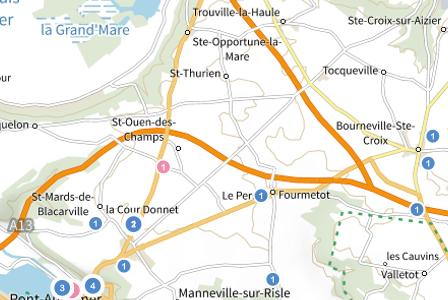 Trouville-la-Haule
Ste-Croix-sur-Aizier
la Grand'Mare
Ste-Opportune-la-
Mare
St-Thurien
Tocqueville
St-Ouen-des-
Champs
Bourneville-Ste-
Croix
1
1
St-Mards-de-
Blacarville
Le Per
1
Fourmetot
la Cour Donnet
1
1
2
A13
1
les Cauvins
Valletot
1
3
4
1
Manneville-sur-Risle